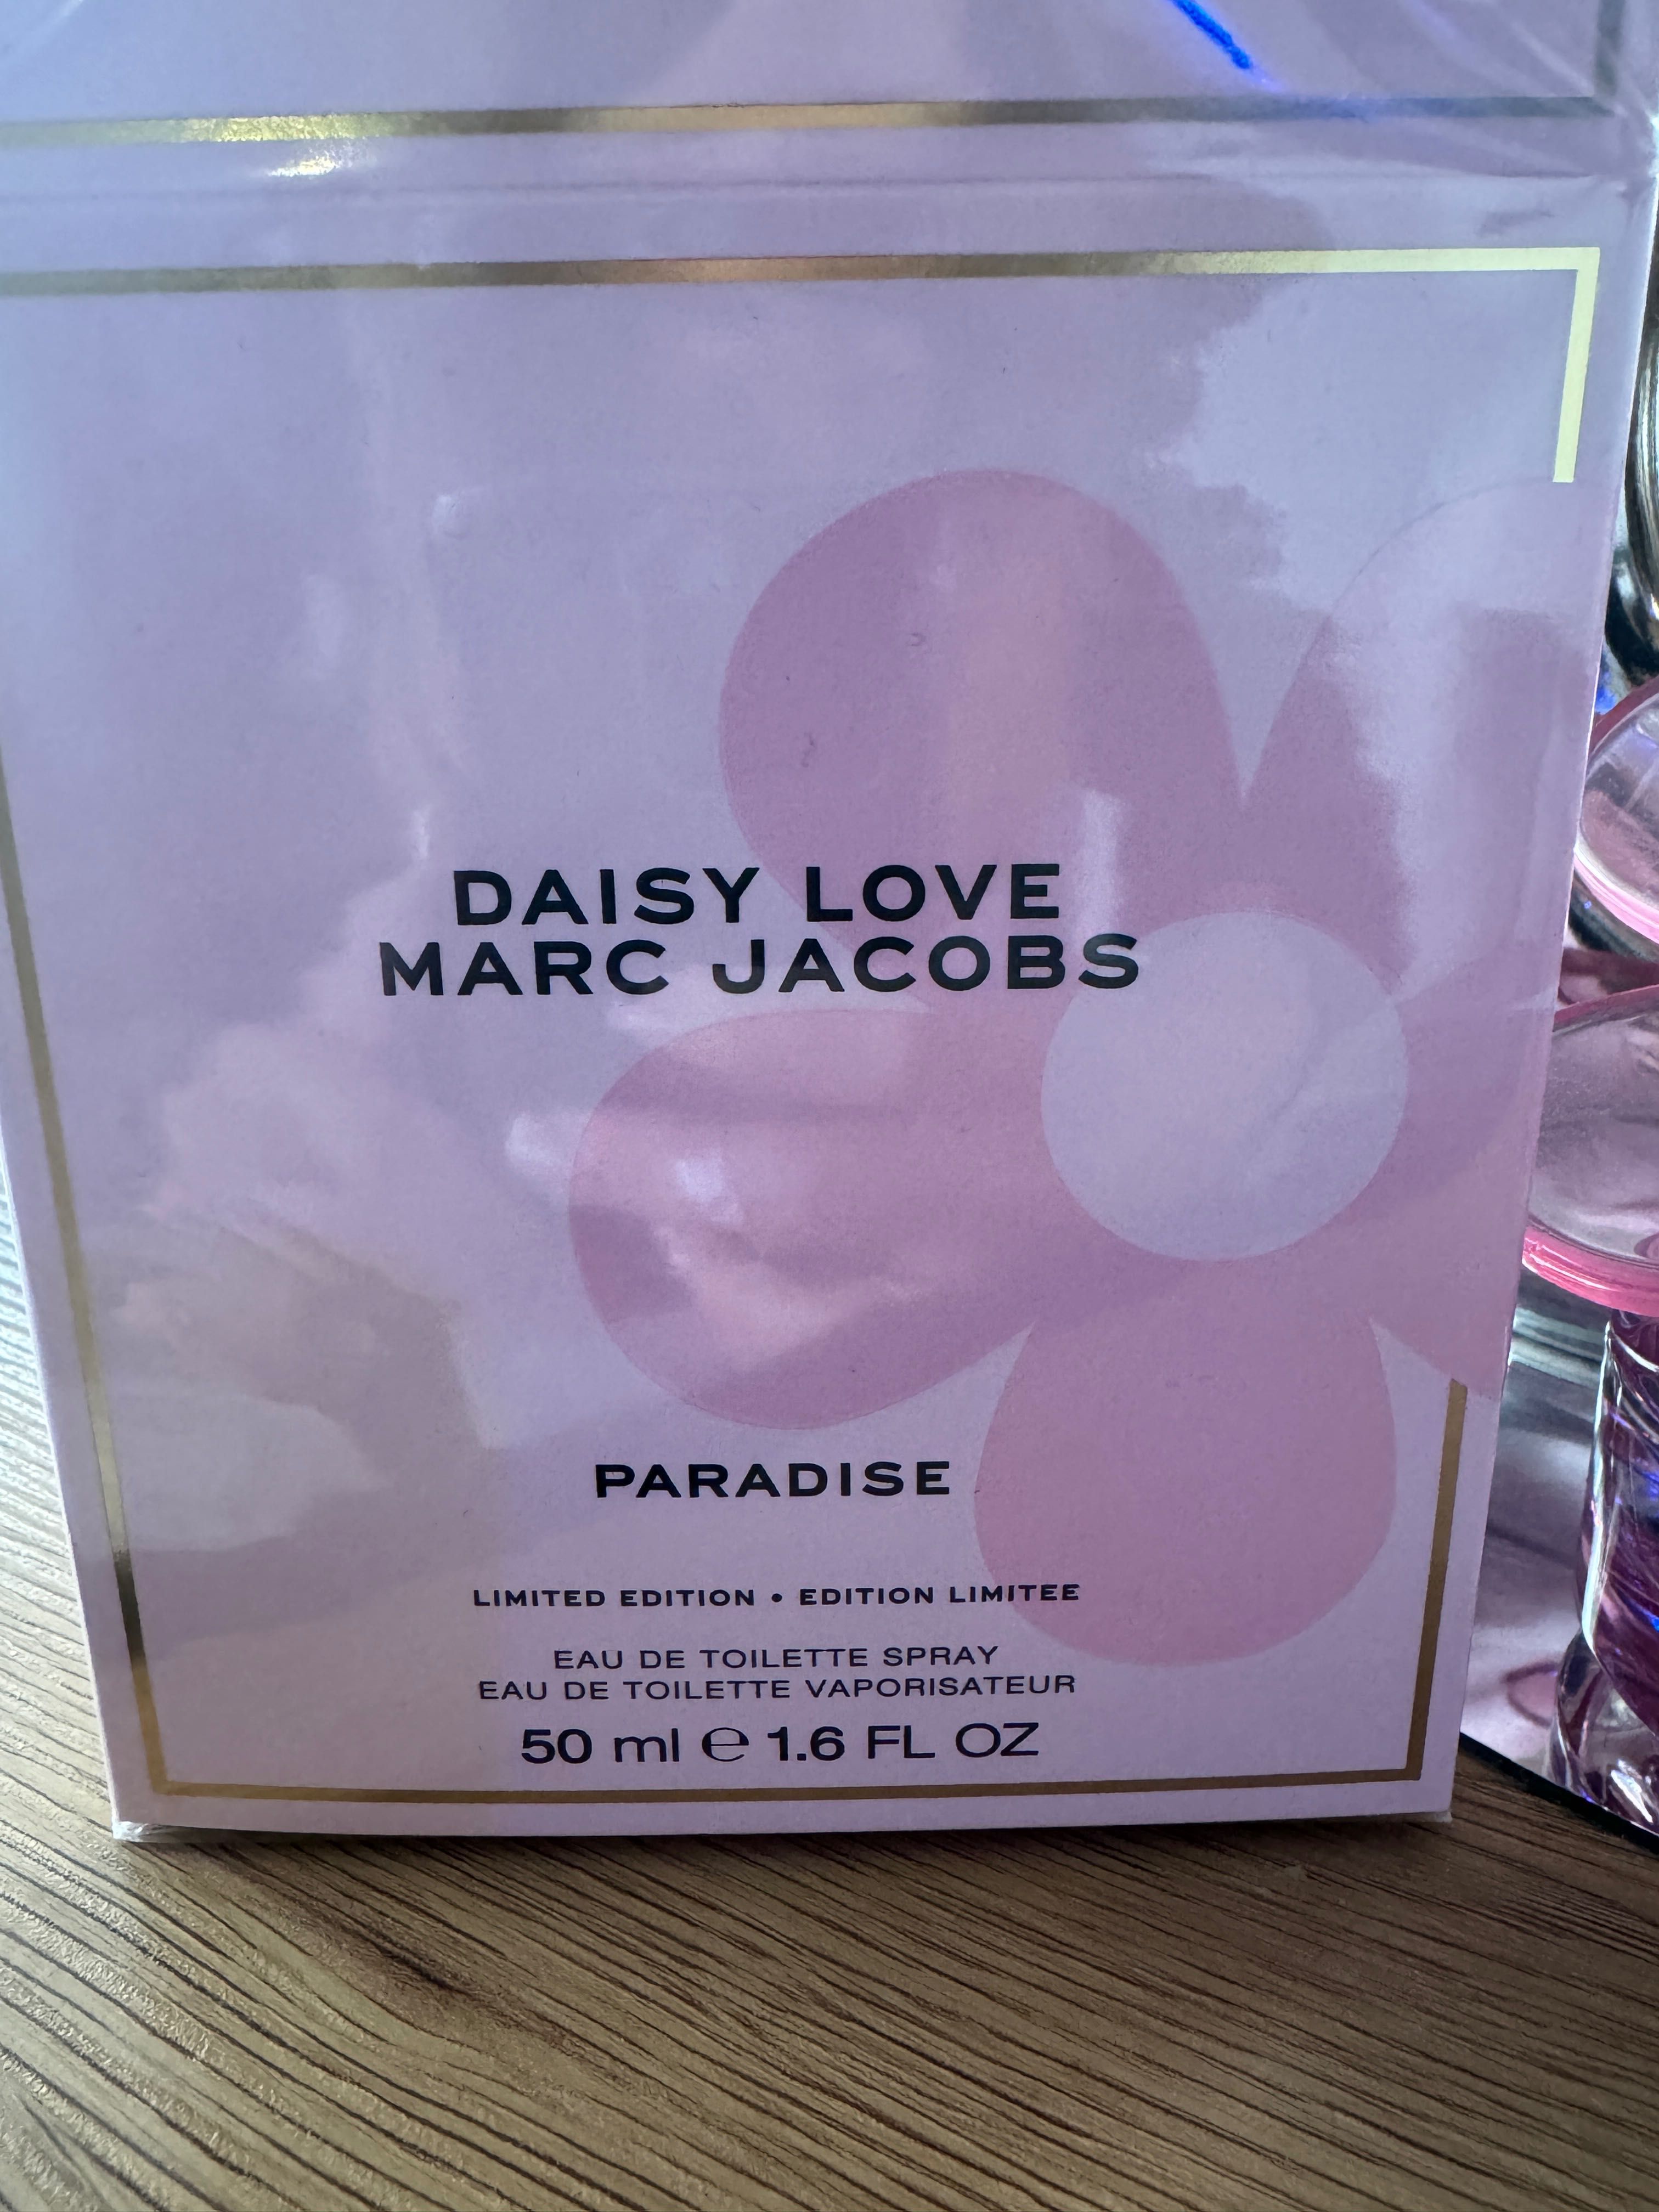 DAISY LOVE
MARC JACOBS
PARADISE
LIMITED EDITION • EDITION LIMITEE
EAU DE TOILETTE SPRAY
EAU DE TOILETTE VAPORISATEUR
50 ml ℮ 1.6 FL OZ